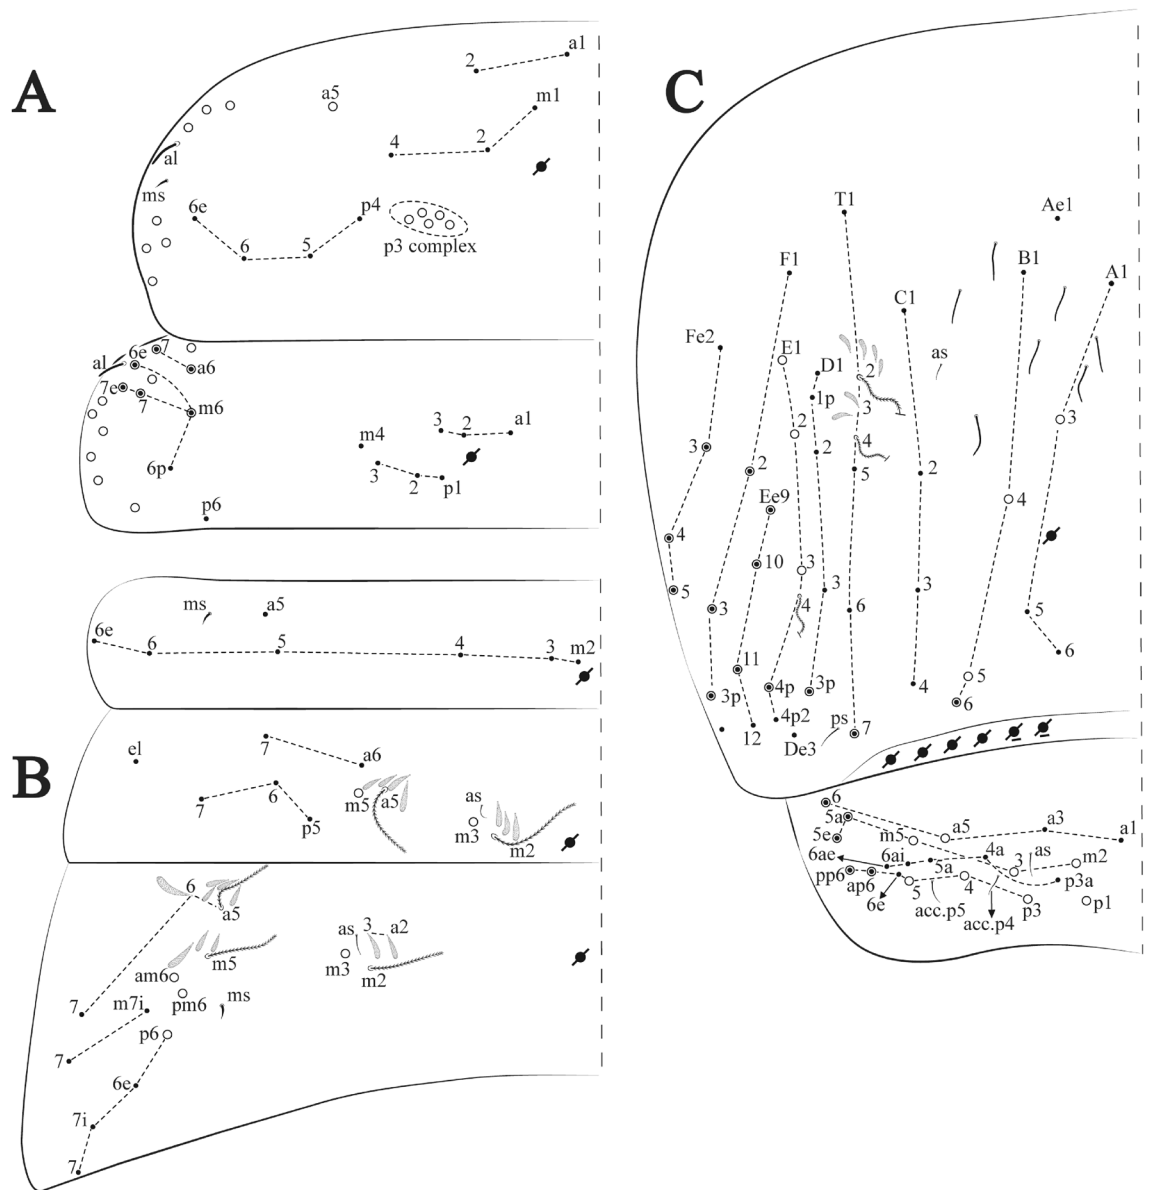 A
2 a1
a5
m1
4 2
al
ms
6e p4
6 5
p3 complex
al 6e 7
a6
7e 7 m6
3 2 a1
m4
6p 3
2 p1
p6
B
ms a5
6e 6 5 4 3 m2
el 7 a6
m5 a5
7 6
p5
as
m3 m2
6
a5
as 3 a2
m5 m3 m2
am6
pm6 ms
7 m7i
p6
7
6e
7i
7
C
T1 Ae1
F1 B1 A1
C1
Fe2
E1 D1 2 as
1p 3 3
2 4
3 2 2 5 2
Ee9 4
4 10 3
5 3 4 3 6 3 5
6
11
3p 4p 3p 4 5
6
12 4p2 ps 7
De3
6
5a a3
5e m5 a5 a1
6ae 6ai 5a 4a 3 as m2
pp6 ap6 5 4 p3a
6e acc.p5 acc.p4 p3 p1